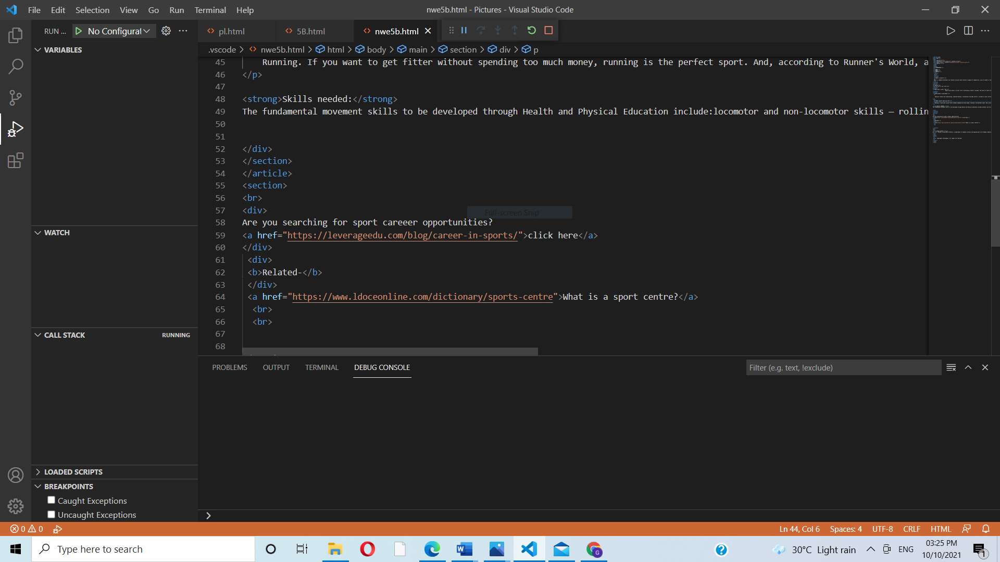 File Edit Selection View Go Run Terminal Help
nwe5b.html - Pictures - Visual Studio Code
RUN ... No Configurat
pl.html 5B.html nwe5b.html
.vscode > nwe5b.html > html > body > main > section > div > p
VARIABLES
WATCH
CALL STACK RUNNING
LOADED SCRIPTS
BREAKPOINTS
Caught Exceptions
Uncaught Exceptions
45 Running. If you want to get fitter without spending too much money, running is the perfect sport. And, according to Runner's World, a
46 </p>
47
48 <strong>Skills needed:</strong>
49 The fundamental movement skills to be developed through Health and Physical Education include:locomotor and non-locomotor skills – rollin
50
51
52 </div>
53 </section>
54 </article>
55 <section>
56 <br>
57 <div>
Full-screen Snip
58 Are you searching for sport careeer opportunities?
59 <a href="https://leverageedu.com/blog/career-in-sports/">click here</a>
60 </div>
61 <div>
62 <b>Related-</b>
63 </div>
64 <a href="https://www.ldoceonline.com/dictionary/sports-centre">What is a sport centre?</a>
65 <br>
66 <br>
67
68
PROBLEMS OUTPUT TERMINAL DEBUG CONSOLE
Filter (e.g. text, !exclude)
0 0
Ln 44, Col 6 Spaces: 4 UTF-8 CRLF HTML
Type here to search
30°C Light rain ENG
03:25 PM
10/10/2021
1